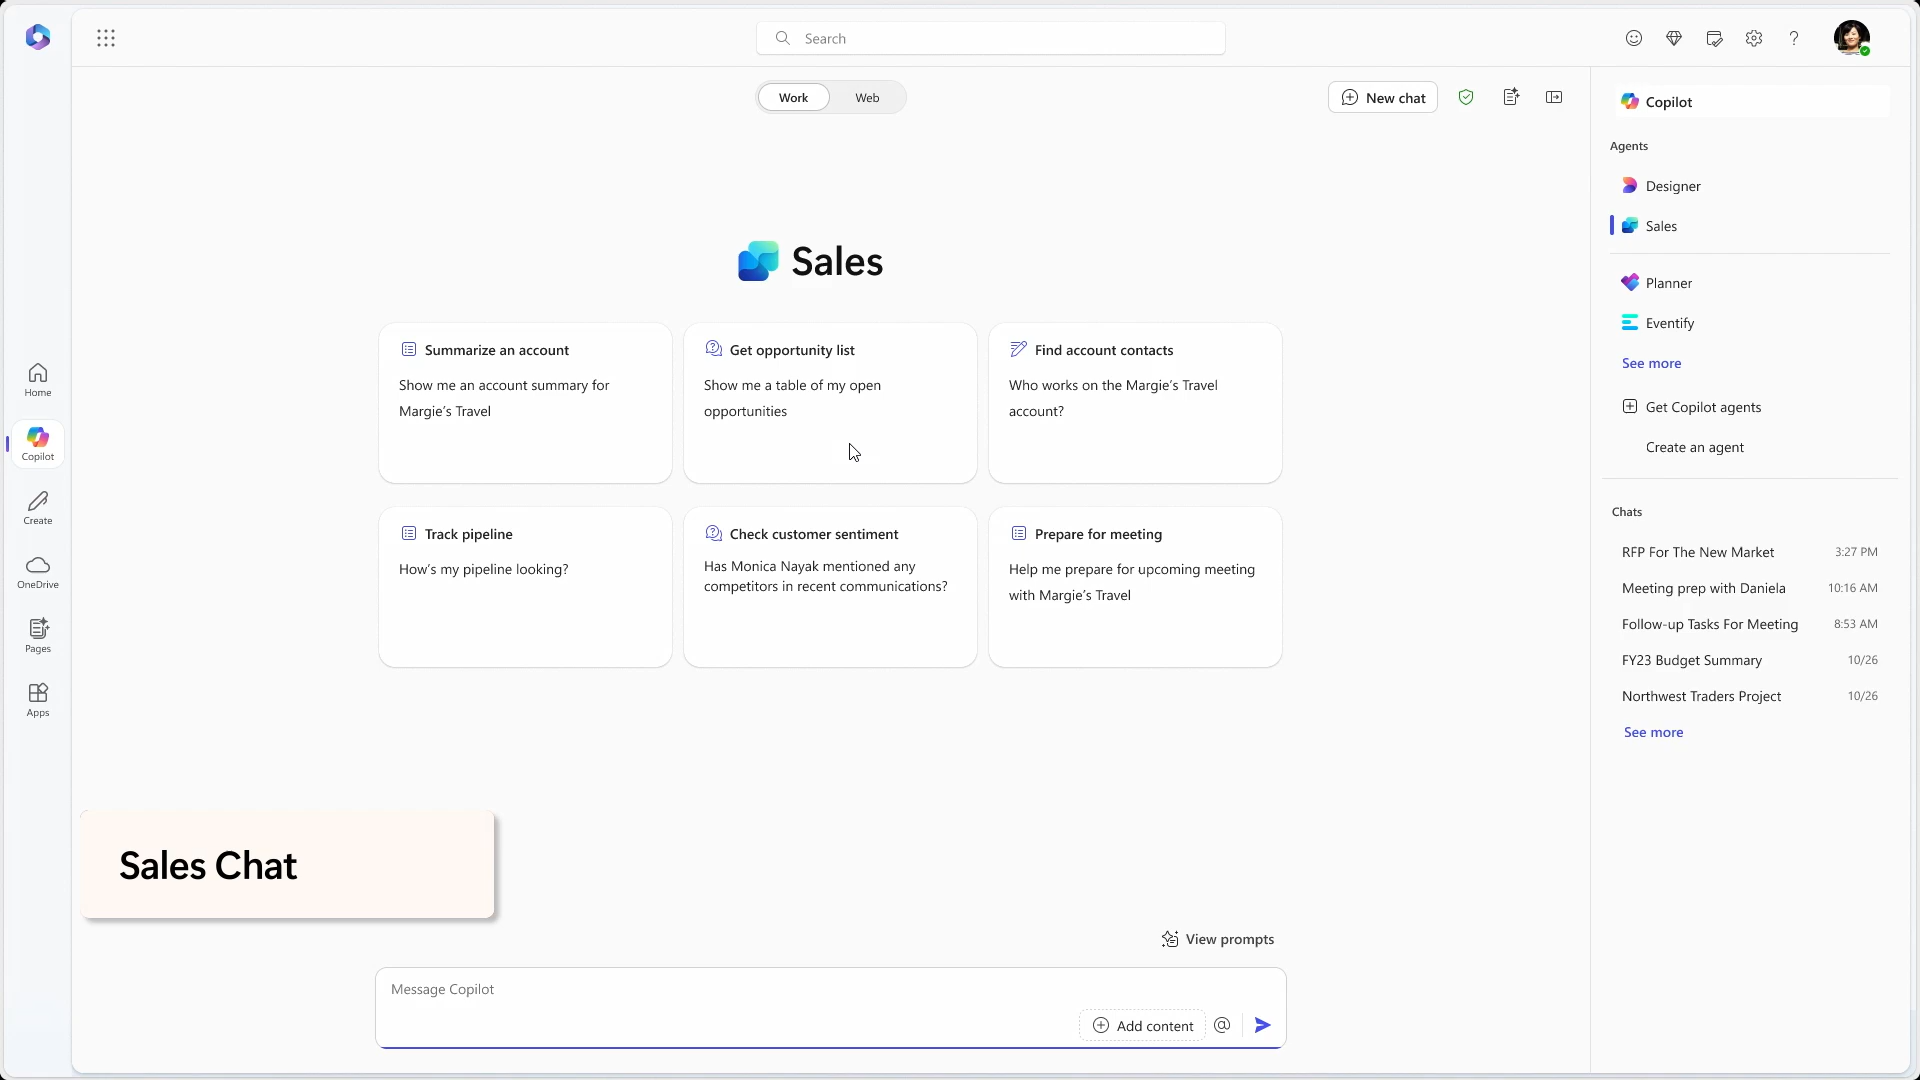 Search
Work
Web
New chat
Copilot
Agents
Designer
Sales
Planner
Eventify
See more
Get Copilot agents
Create an agent
Chats
RFP For The New Market 3:27 PM
Meeting prep with Daniela 10:16 AM
Follow-up Tasks For Meeting 8:53 AM
FY23 Budget Summary 10/26
Northwest Traders Project 10/26
See more
Home
Copilot
Create
OneDrive
Pages
Apps
Sales
Summarize an account
Show me an account summary for
Margie’s Travel
Get opportunity list
Show me a table of my open
opportunities
Find account contacts
Who works on the Margie’s Travel
account?
Track pipeline
How’s my pipeline looking?
Check customer sentiment
Has Monica Nayak mentioned any
competitors in recent communications?
Prepare for meeting
Help me prepare for upcoming meeting
with Margie’s Travel
Sales Chat
View prompts
Message Copilot
Add content